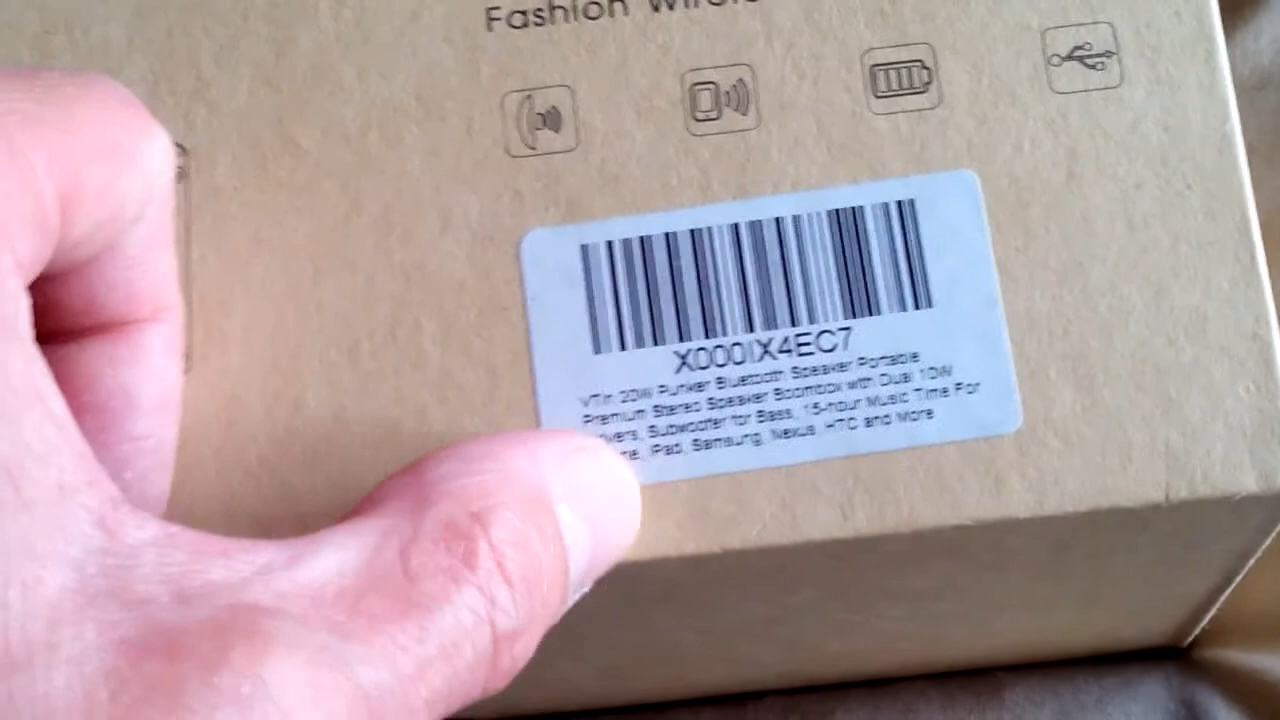 Fashion Wirele
X000IX4EC7
VTin 20W Punker Bluetooth Speaker Portable
Premium Stereo Speaker Boombox with Dual 10W
vers, Subwoofer for Bass, 15-hour Music Time For
ne, iPad, Samsung, Nexus, HTC and More